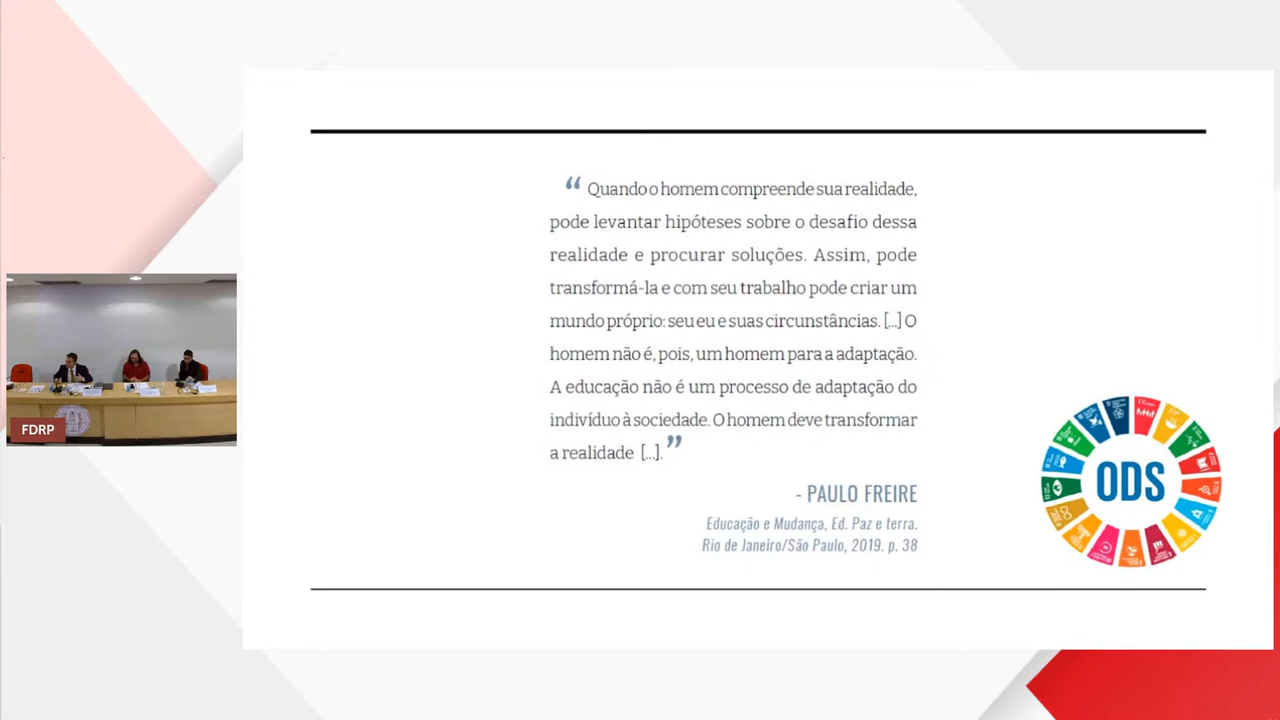 “ Quando o homem compreende sua realidade,
pode levantar hipóteses sobre o desafio dessa
realidade e procurar soluções. Assim, pode
transformá-la e com seu trabalho pode criar um
mundo próprio: seu eu e suas circunstâncias. [...] O
homem não é, pois, um homem para a adaptação.
A educação não é um processo de adaptação do
indivíduo à sociedade. O homem deve transformar
a realidade [...]. ”
- PAULO FREIRE
Educação e Mudança, Ed. Paz e terra.
Rio de Janeiro/São Paulo, 2019. p. 38
ODS
FDRP